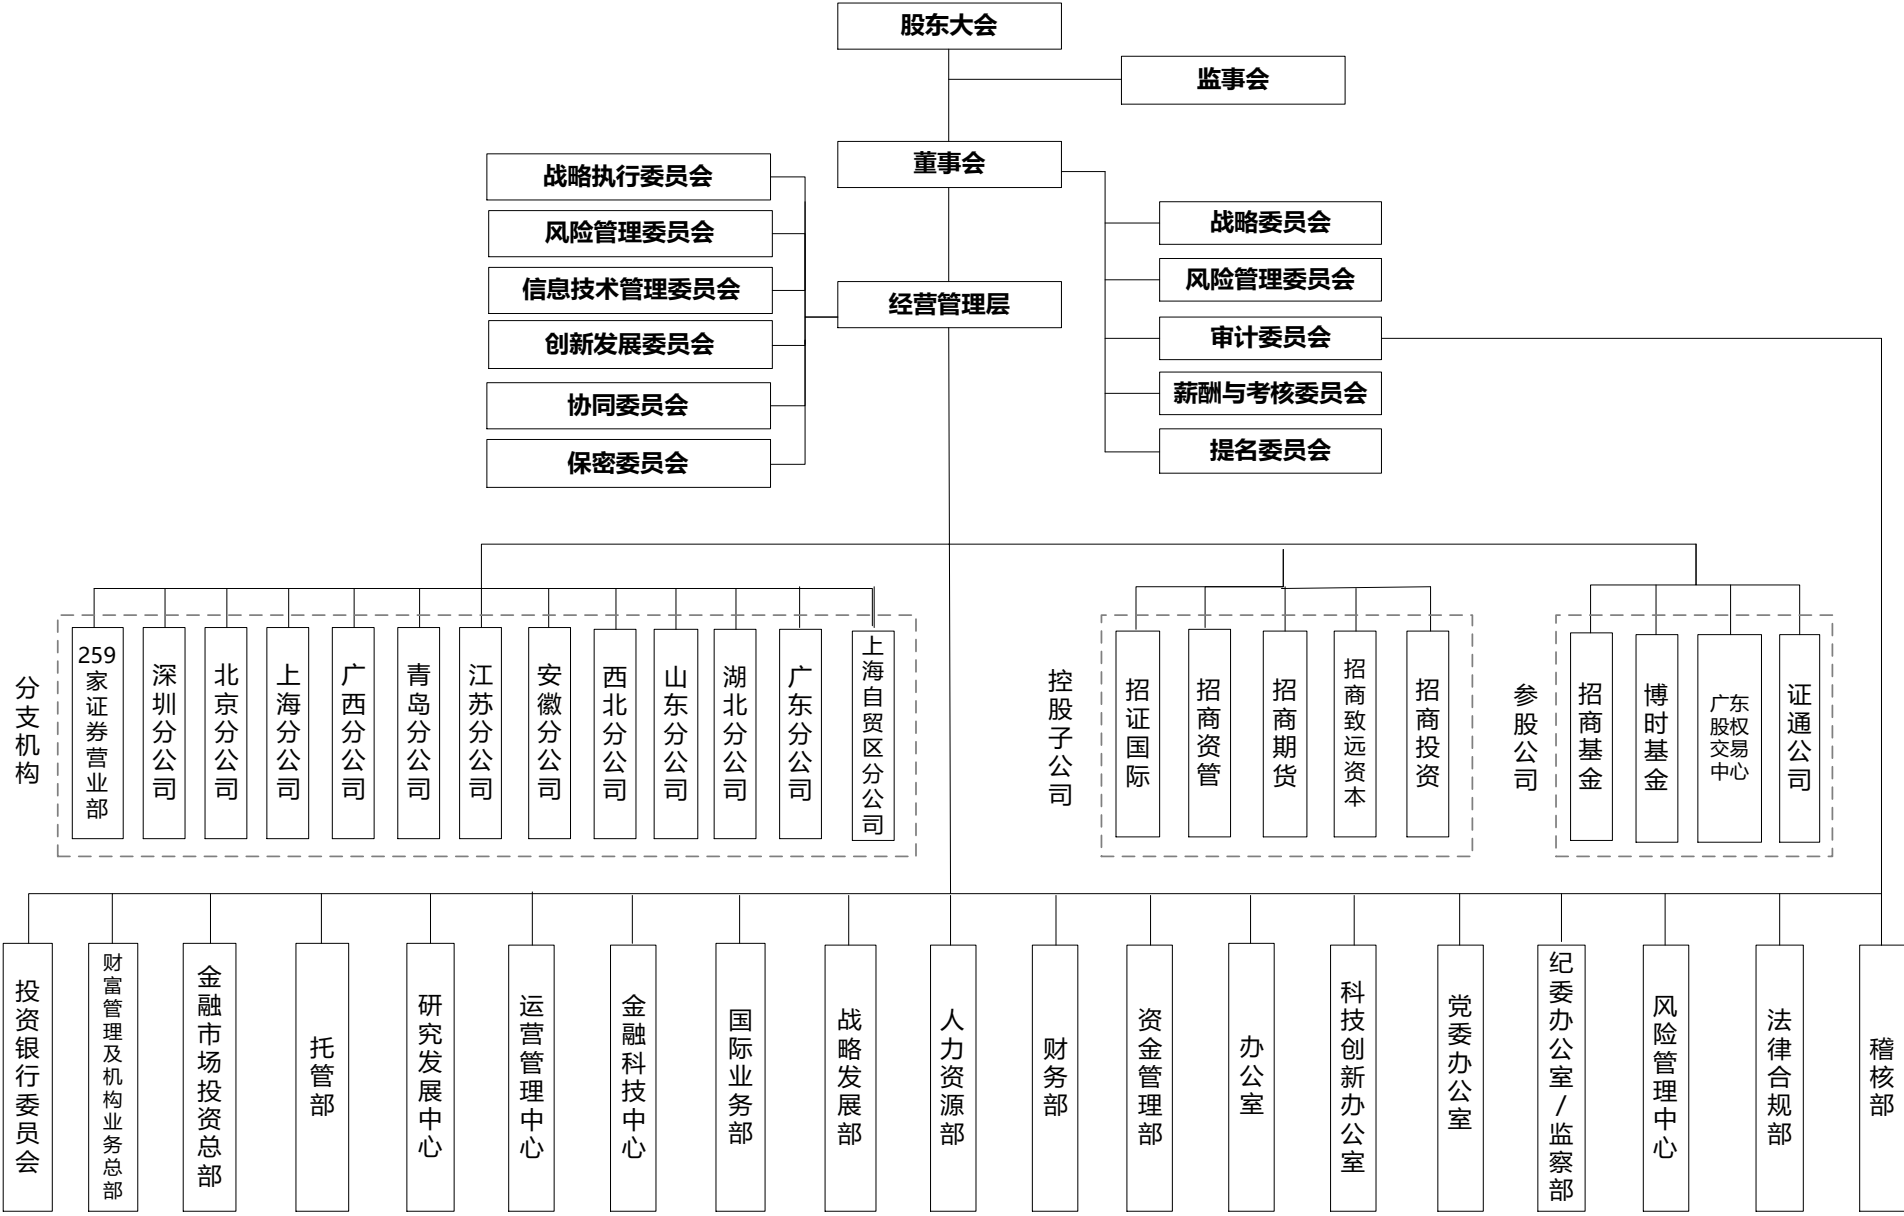 股东大会
监事会
董事会
战略执行委员会
风险管理委员会
信息技术管理委员会
创新发展委员会
协同委员会
保密委员会
经营管理层
战略委员会
风险管理委员会
审计委员会
薪酬与考核委员会
提名委员会
分支机构
259
家证券营业部
深圳分公司
北京分公司
上海分公司
广西分公司
青岛分公司
江苏分公司
安徽分公司
西北分公司
山东分公司
湖北分公司
广东分公司
上海自贸区分公司
控股子公司
招证国际
招商资管
招商期货
招商致远资本
招商投资
参股公司
招商基金
博时基金
广东
股权
交易
中心
证通公司
投资银行委员会
财富管理及机构业务总部
金融市场投资总部
托管部
研究发展中心
运营管理中心
金融科技中心
国际业务部
战略发展部
人力资源部
财务部
资金管理部
办公室
科技创新办公室
党委办公室
纪委办公室/监察部
风险管理中心
法律合规部
稽核部